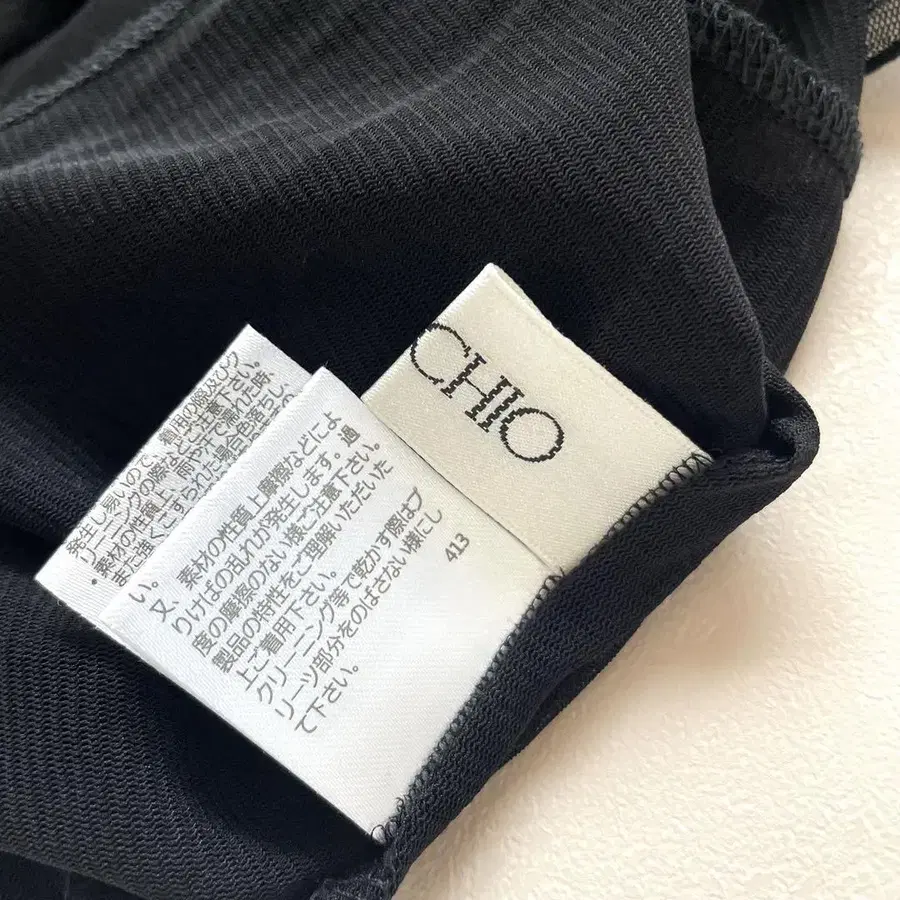 発生し易いので、着用の際及びク
リーニングの際などご注意下さい。
・素材の性質上、雨や汗で濡れた時、
また強くこすられた場合色落ちし、
い。
又、素材の性質上摩擦などによ
りけばの乱れが発生します。過
度の摩擦のない様ご注意下さい。
製品の特性をご理解いただいた
上ご着用下さい。
クリーニング等で乾かす際はプ
リーツ部分をのばさない様にし
て下さい。
413
CHIO